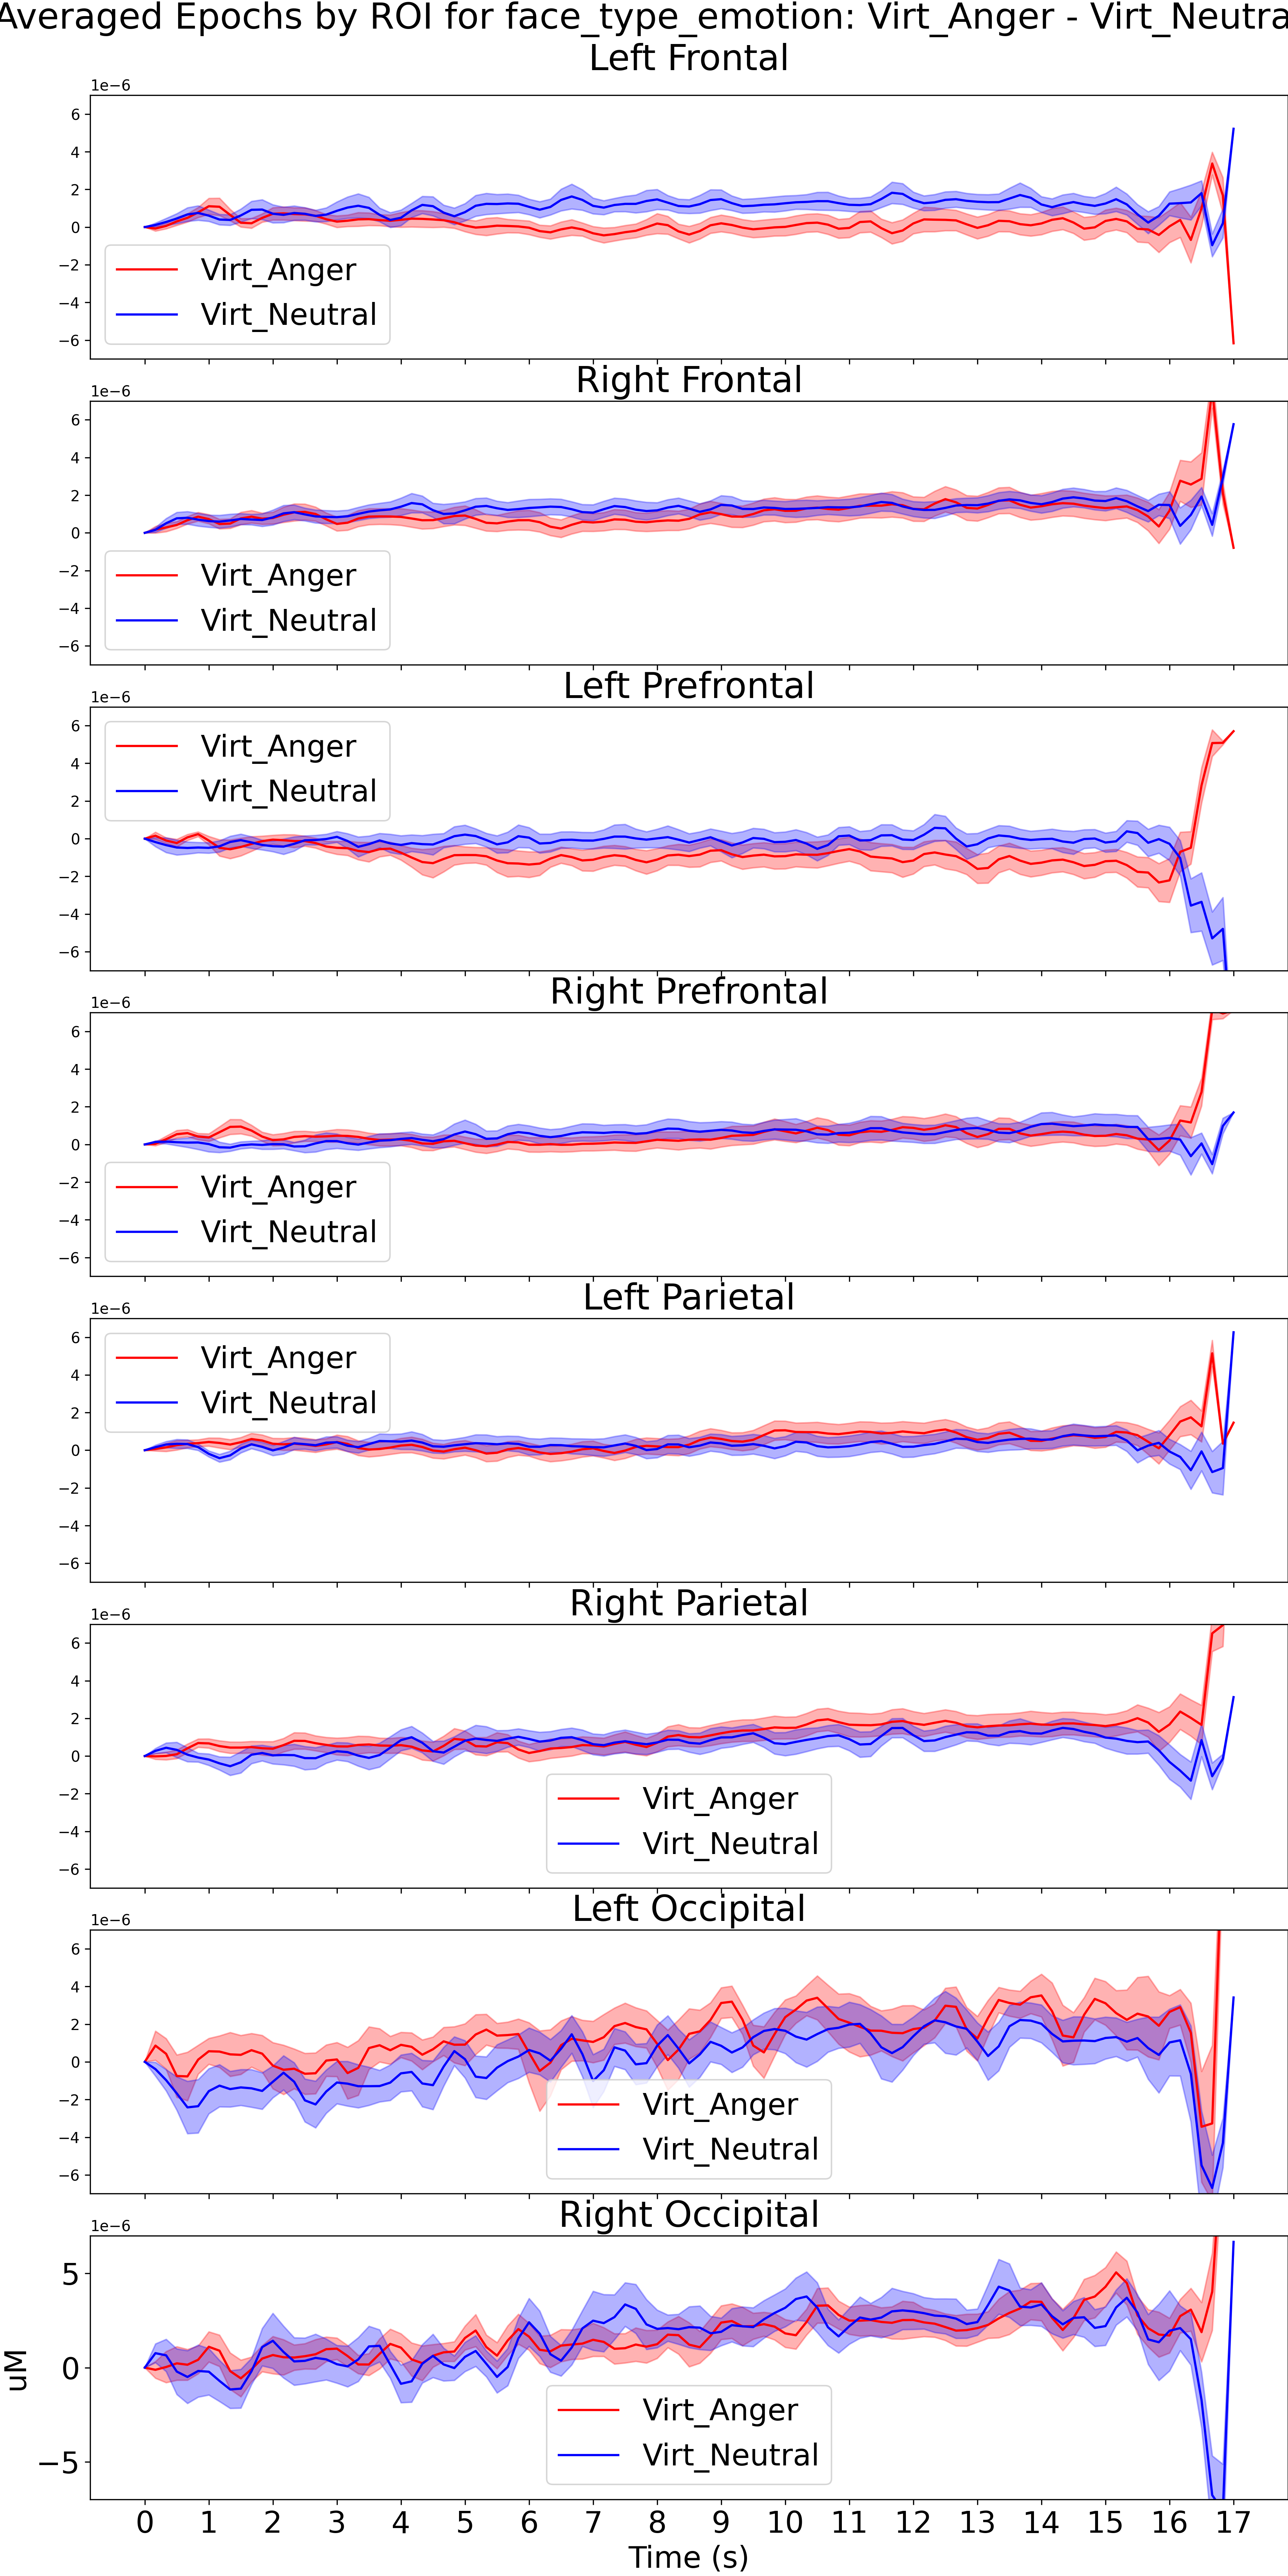 Averaged Epochs by ROI for face_type_emotion: Virt_Anger - Virt_Neutra
Left Frontal
1e−6
6
4
2
0
−2
−4
−6
Virt_Anger
Virt_Neutral
Right Frontal
1e−6
6
4
2
0
−2
−4
−6
Virt_Anger
Virt_Neutral
Left Prefrontal
1e−6
6
4
2
0
−2
−4
−6
Virt_Anger
Virt_Neutral
Right Prefrontal
1e−6
6
4
2
0
−2
−4
−6
Virt_Anger
Virt_Neutral
Left Parietal
1e−6
6
4
2
0
−2
−4
−6
Virt_Anger
Virt_Neutral
Right Parietal
1e−6
6
4
2
0
−2
−4
−6
Virt_Anger
Virt_Neutral
Left Occipital
1e−6
6
4
2
0
−2
−4
−6
Virt_Anger
Virt_Neutral
Right Occipital
1e−6
5
0
−5
uM
Virt_Anger
Virt_Neutral
0 1 2 3 4 5 6 7 8 9 10 11 12 13 14 15 16 17
Time (s)